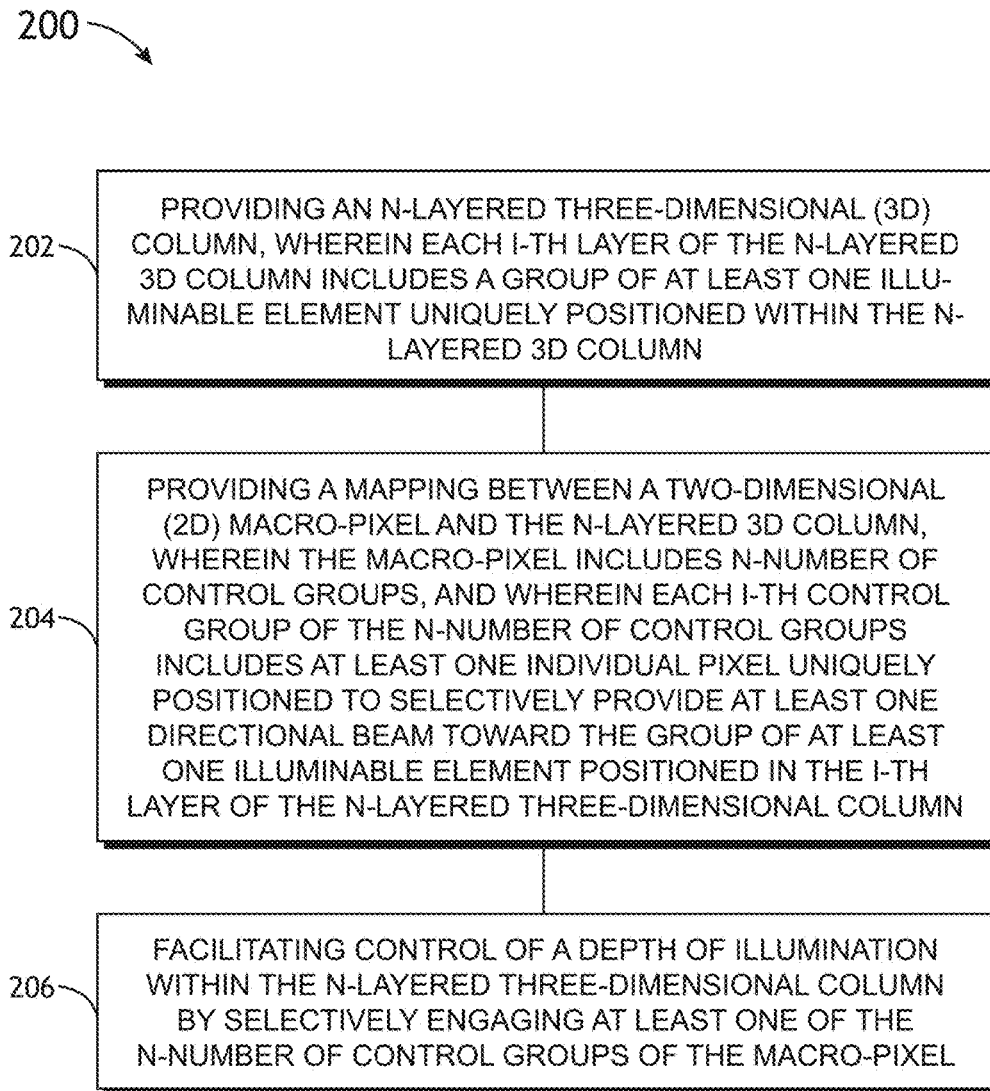 200
202
PROVIDING AN N-LAYERED THREE-DIMENSIONAL (3D)
COLUMN, WHEREIN EACH I-TH LAYER OF THE N-LAYERED
3D COLUMN INCLUDES A GROUP OF AT LEAST ONE ILLU-
MINABLE ELEMENT UNIQUELY POSITIONED WITHIN THE N-
LAYERED 3D COLUMN
204
PROVIDING A MAPPING BETWEEN A TWO-DIMENSIONAL
(2D) MACRO-PIXEL AND THE N-LAYERED 3D COLUMN,
WHEREIN THE MACRO-PIXEL INCLUDES N-NUMBER OF
CONTROL GROUPS, AND WHEREIN EACH I-TH CONTROL
GROUP OF THE N-NUMBER OF CONTROL GROUPS
INCLUDES AT LEAST ONE INDIVIDUAL PIXEL UNIQUELY
POSITIONED TO SELECTIVELY PROVIDE AT LEAST ONE
DIRECTIONAL BEAM TOWARD THE GROUP OF AT LEAST
ONE ILLUMINABLE ELEMENT POSITIONED IN THE I-TH
LAYER OF THE N-LAYERED THREE-DIMENSIONAL COLUMN
206
FACILITATING CONTROL OF A DEPTH OF ILLUMINATION
WITHIN THE N-LAYERED THREE-DIMENSIONAL COLUMN
BY SELECTIVELY ENGAGING AT LEAST ONE OF THE
N-NUMBER OF CONTROL GROUPS OF THE MACRO-PIXEL